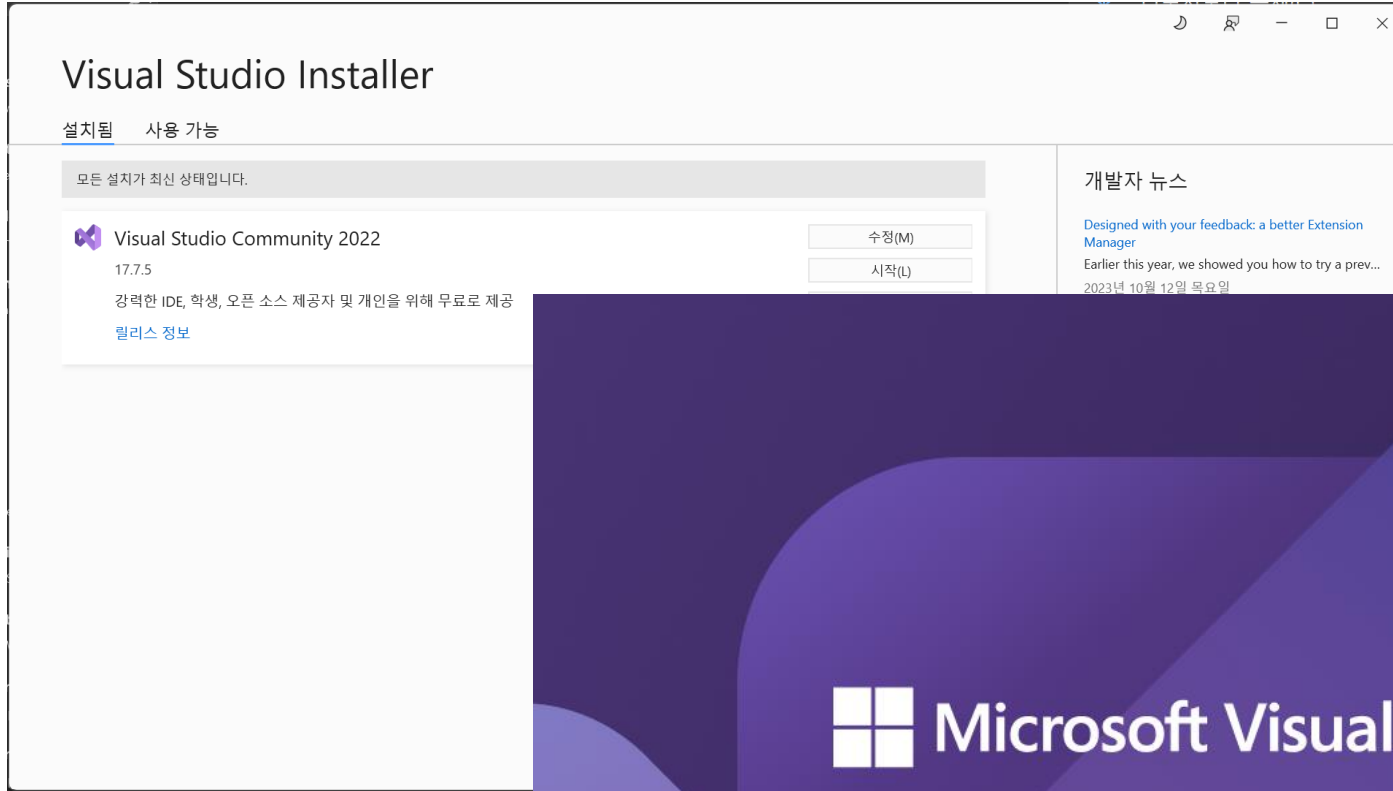 Visual Studio Installer
설치됨 사용 가능
모든 설치가 최신 상태입니다.
Visual Studio Community 2022
17.7.5
강력한 IDE, 학생, 오픈 소스 제공자 및 개인을 위해 무료로 제공
릴리스 정보
수정(M)
시작(L)
개발자 뉴스
Designed with your feedback: a better Extension
Manager
Earlier this year, we showed you how to try a prev...
2023년 10월 12일 목요일
Microsoft Visual